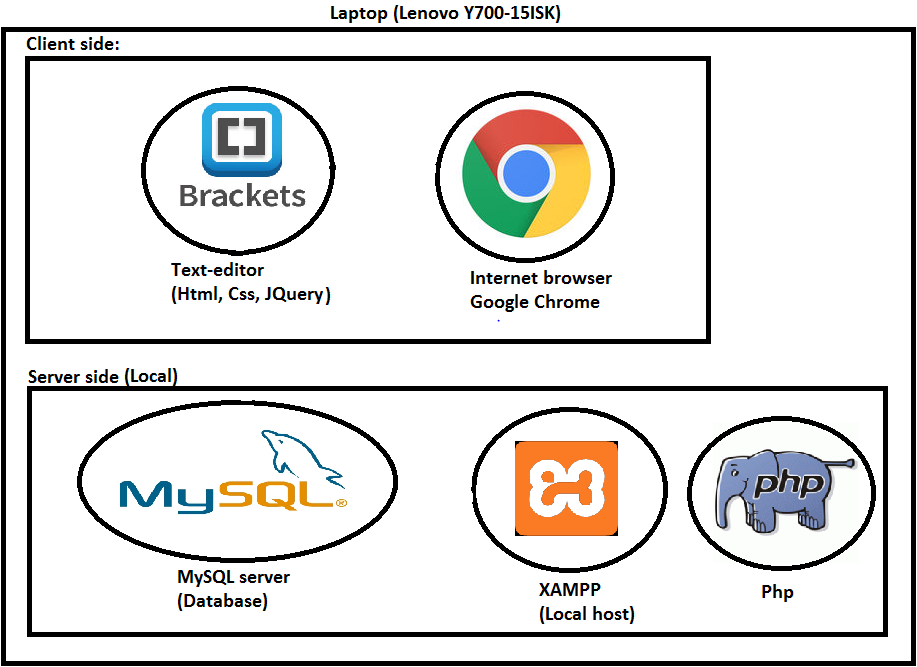 Laptop (Lenovo Y700-15ISK)
Client side:
Brackets
Text-editor
(Html, Css, JQuery)
Internet browser
Google Chrome
Server side (Local)
MySQL®
MySQL server
(Database)
XAMPP
(Local host)
php
Php